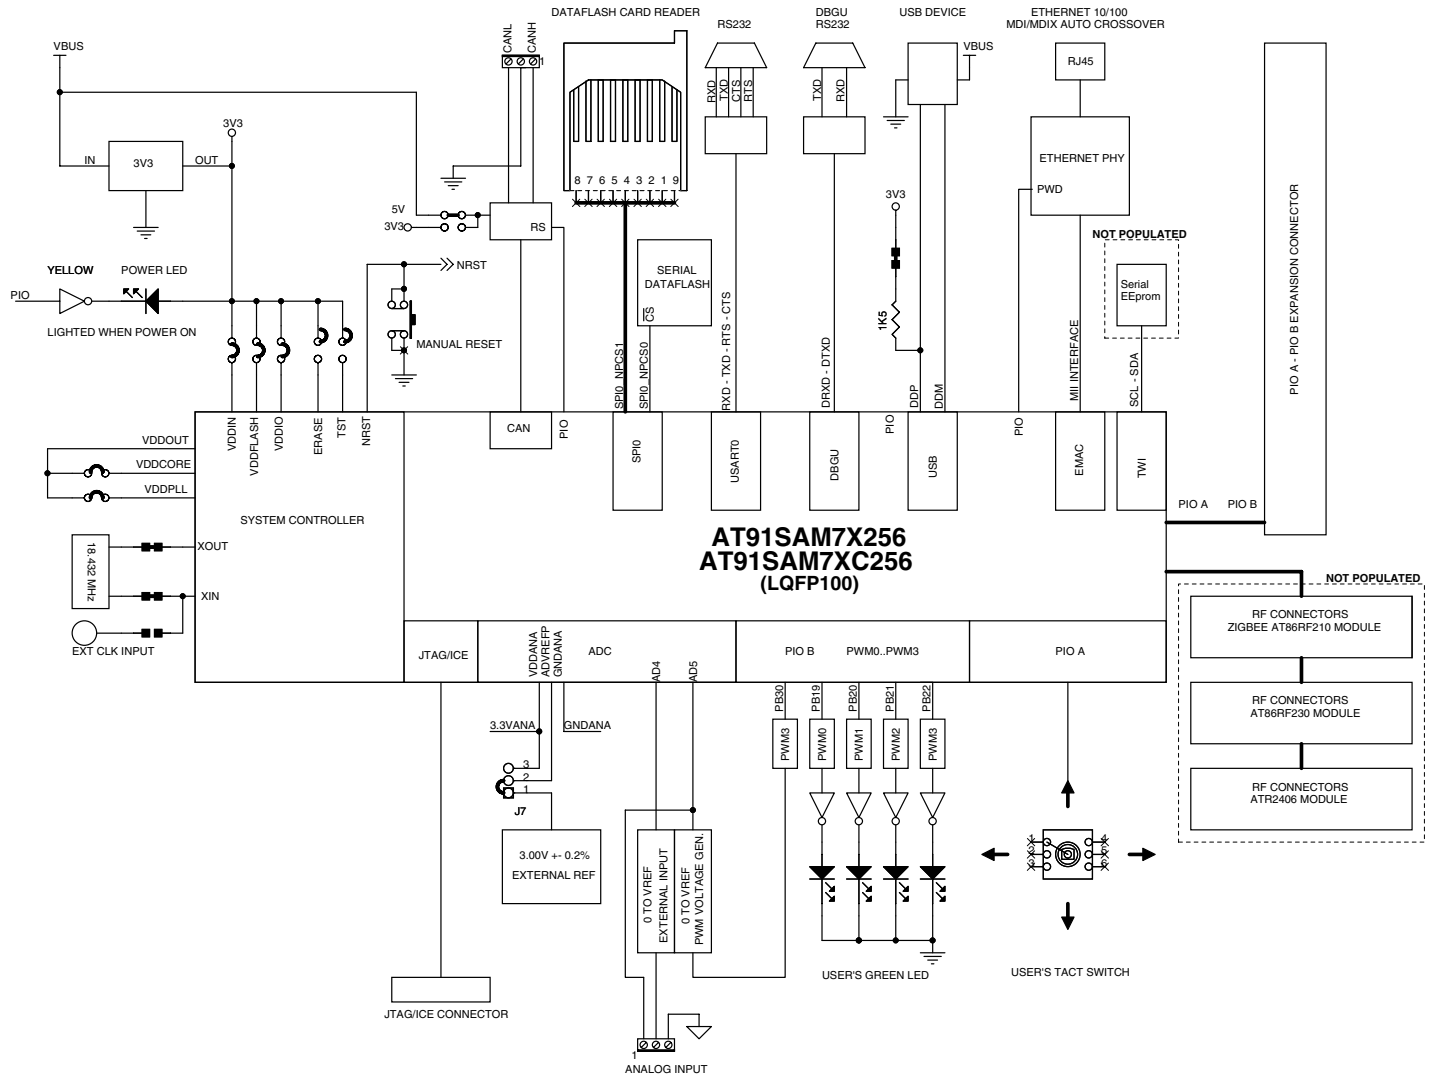 DATAFLASH CARD READER
RS232
DBGU
RS232
USB DEVICE
ETHERNET 10/100
MDI/MDIX AUTO CROSSOVER
VBUS
CANL
CANH
1
VBUS
RJ45
RXD
TXD
CTS
RTS
TXD
RXD
3V3
IN
3V3
OUT
ETHERNET PHY
PWD
8 7 6 5 4 3 2 1 9
5V
3V3
RS
3V3
NOT POPULATED
PIO A - PIO B EXPANSION CONNECTOR
YELLOW
POWER LED
PIO
LIGHTED WHEN POWER ON
NRST
MANUAL RESET
SERIAL
DATAFLASH
CS
Serial
EEprom
1K5
SPI0_NPCS1
SPI0_NPCS0
RXD - TXD - RTS - CTS
DRXD - DTXD
DDP
DDM
MII INTERFACE
SCL - SDA
VDDIN
VDDFLASH
VDDIO
ERASE
TST
NRST
CAN
PIO
SPI0
USART0
DBGU
PIO
USB
PIO
EMAC
TWI
VDDOUT
VDDCORE
VDDPLL
SYSTEM CONTROLLER
PIO A
PIO B
AT91SAM7X256
AT91SAM7XC256
(LQFP100)
18.432 MHz
XOUT
XIN
EXT CLK INPUT
NOT POPULATED
RF CONNECTORS
ZIGBEE AT86RF210 MODULE
RF CONNECTORS
AT86RF230 MODULE
RF CONNECTORS
ATR2406 MODULE
JTAG/ICE
VDDANA
ADVREFP
GNDANA
ADC
AD4
AD5
PIO B
PWM0..PWM3
PIO A
PB30
PB19
PB20
PB21
PB22
3.3VANA
GNDANA
PWM3
PWM0
PWM1
PWM2
PWM3
3
2
1
J7
3.00V +- 0.2%
EXTERNAL REF
0 TO VREF
EXTERNAL INPUT
0 TO VREF
PWM VOLTAGE GEN.
USER'S GREEN LED
USER'S TACT SWITCH
JTAG/ICE CONNECTOR
1
ANALOG INPUT